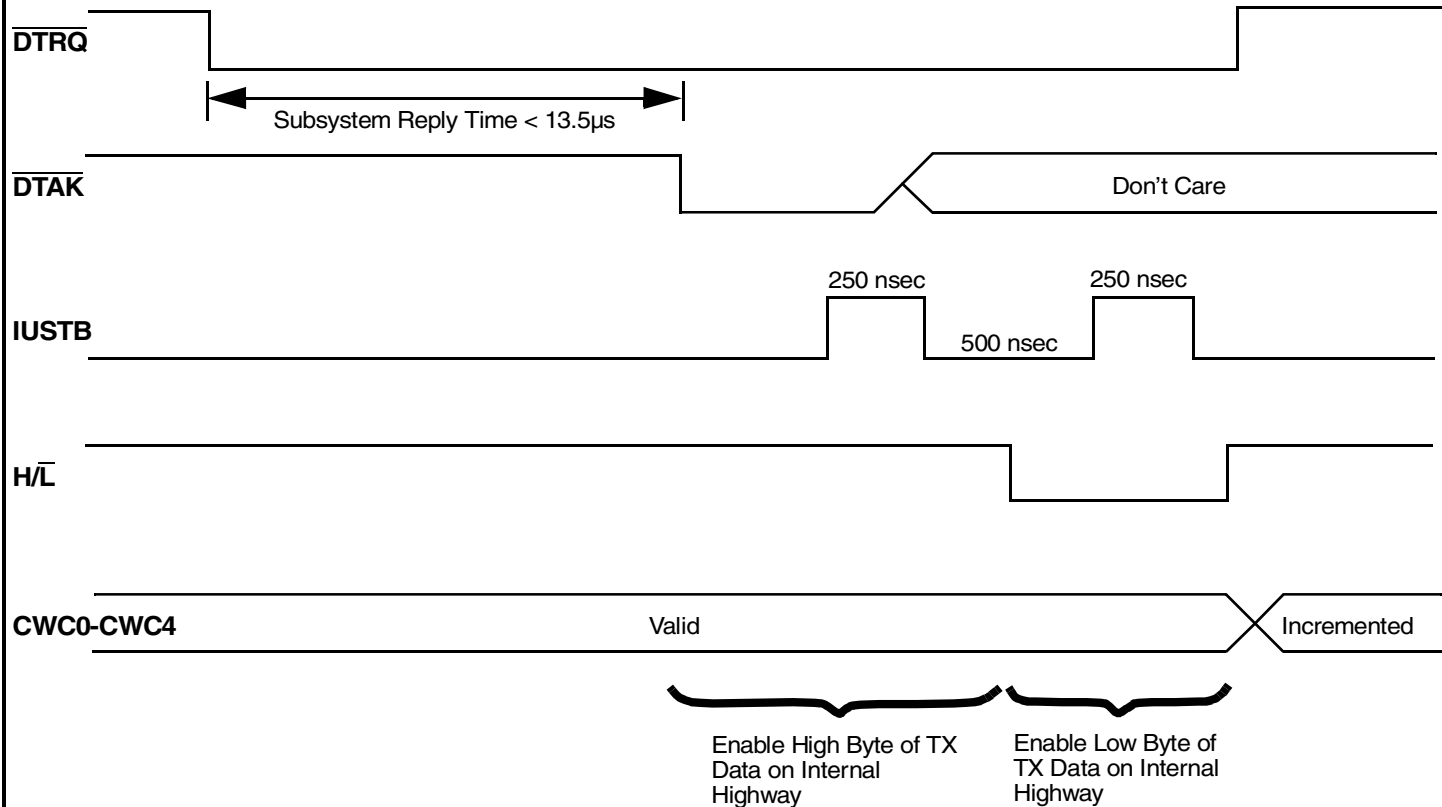 DTRQ
Subsystem Reply Time < 13.5µs
DTAK
Don't Care
250 nsec
250 nsec
IUSTB
500 nsec
H/L
CWC0-CWC4
Valid
Incremented
Enable High Byte of TX
Data on Internal
Highway
Enable Low Byte of
TX Data on Internal
Highway